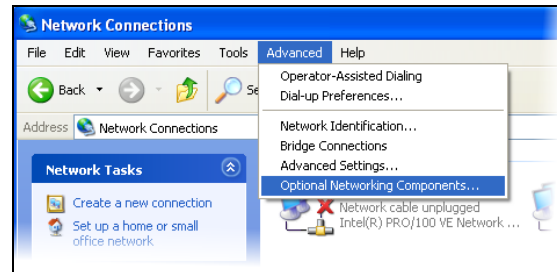 Network Connections
File Edit View Favorites Tools Advanced Help
Back
Address Network Connections
Operator-Assisted Dialing
Dial-up Preferences...
Network Identification...
Bridge Connections
Advanced Settings...
Optional Networking Components...
Network Tasks
Create a new connection
Set up a home or small
office network
Network cable unplugged
Intel(R) PRO/100 VE Network ...